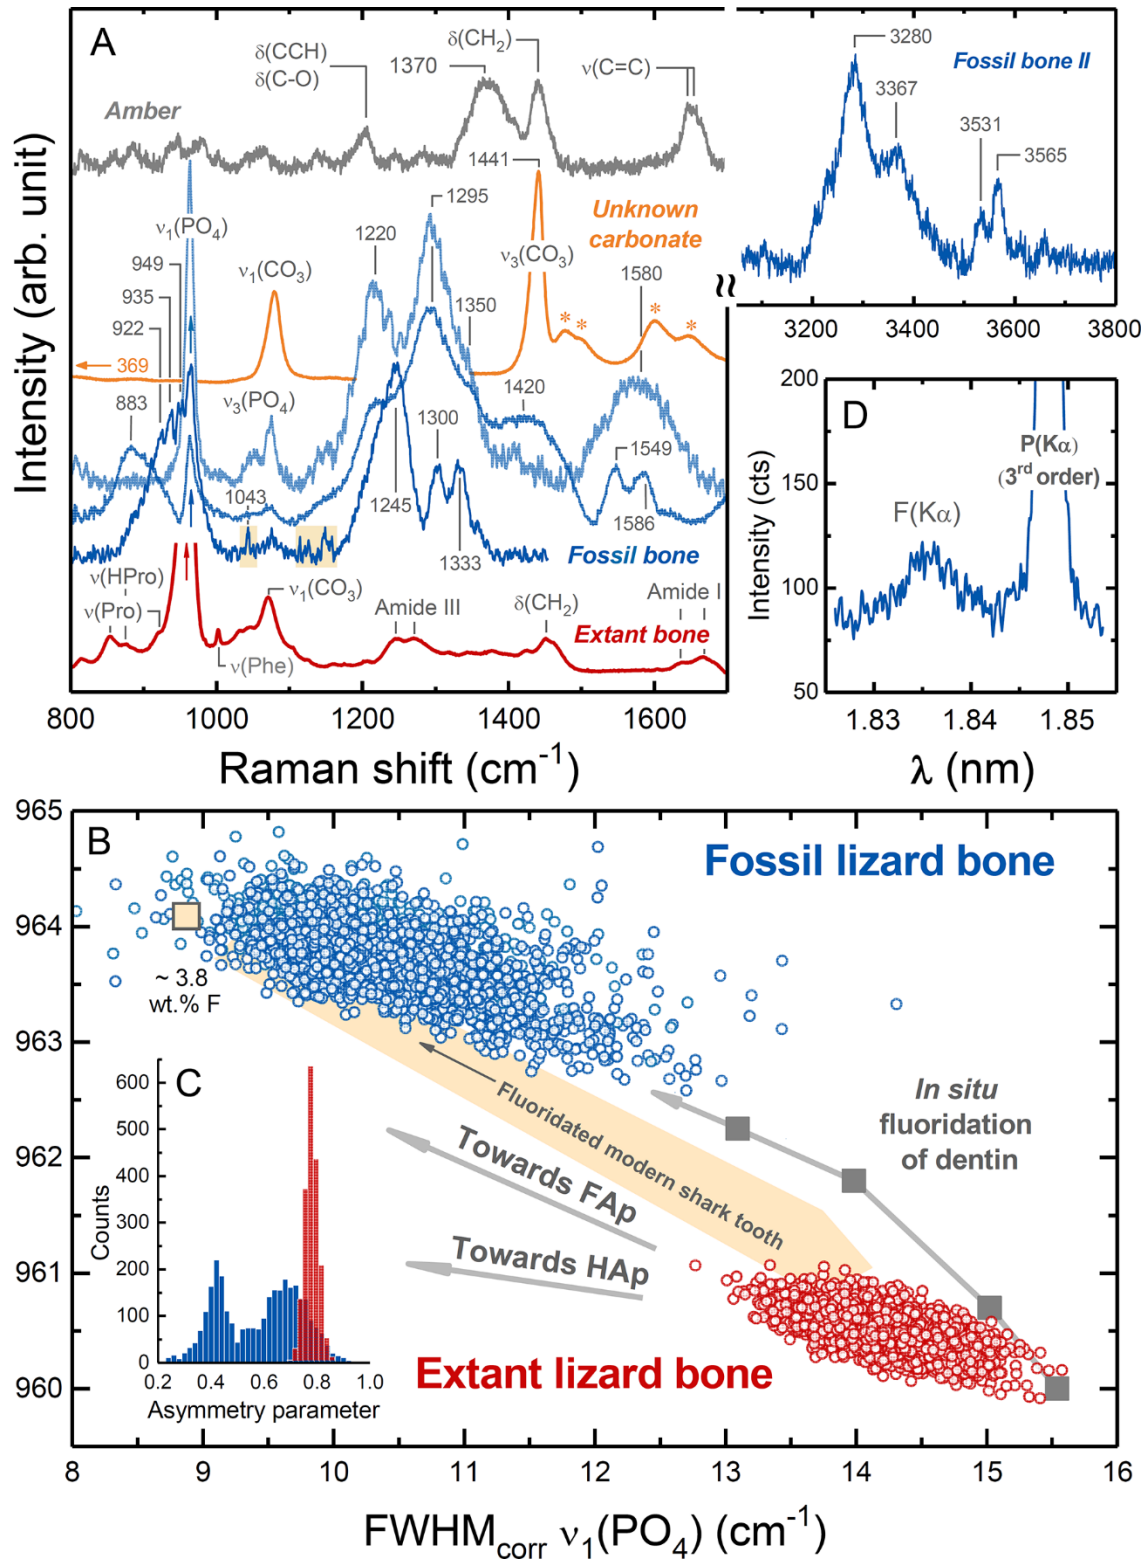 A
δ(CCH)
δ(C-O)
1370
δ(CH2)
ν(C=C)
Amber
1441
1295
Unknown
carbonate
ν1(PO4)
949
935
922
ν1(CO3)
1220
ν3(CO3)
1580
1350
* * * *
369
883
ν3(PO4)
1420
1300
1549
1043
1245
1586
1333
Fossil bone
ν(HPro)
ν(Pro)
ν1(CO3)
Amide III
δ(CH2)
Amide I
Extant bone
ν(Phe)
Intensity (arb. unit)
800 1000 1200 1400 1600
Raman shift (cm-1)
3280
Fossil bone II
3367
3531
3565
≈
3200 3400 3600 3800
D
P(Kα)
(3rd order)
F(Kα)
Intensity (cts)
200
150
100
50
1.83 1.84 1.85
λ (nm)
B
Fossil lizard bone
~ 3.8
wt.% F
Fluoridated modern shark tooth
In situ
fluoridation
of dentin
Towards FAp
Towards HAp
Extant lizard bone
965
964
963
962
961
960
8 9 10 11 12 13 14 15 16
FWHMcorr ν1(PO4) (cm-1)
C
Counts
600
500
400
300
200
100
0
0.2 0.4 0.6 0.8 1.0
Asymmetry parameter